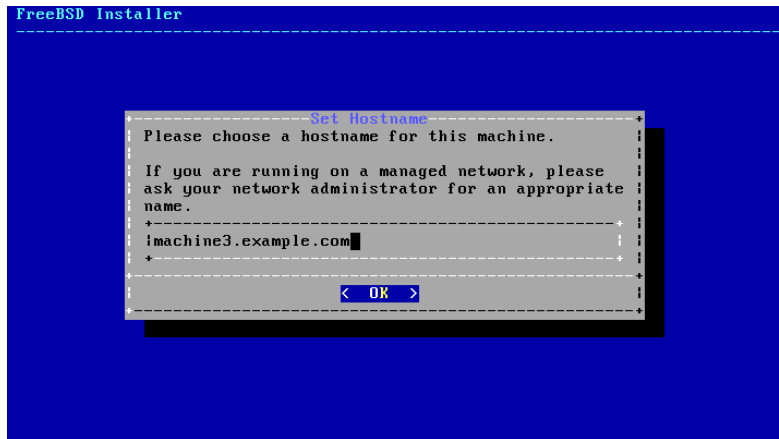 FreeBSD Installer
Set Hostname
Please choose a hostname for this machine.
If you are running on a managed network, please
ask your network administrator for an appropriate
name.
machine3.example.com
< OK >